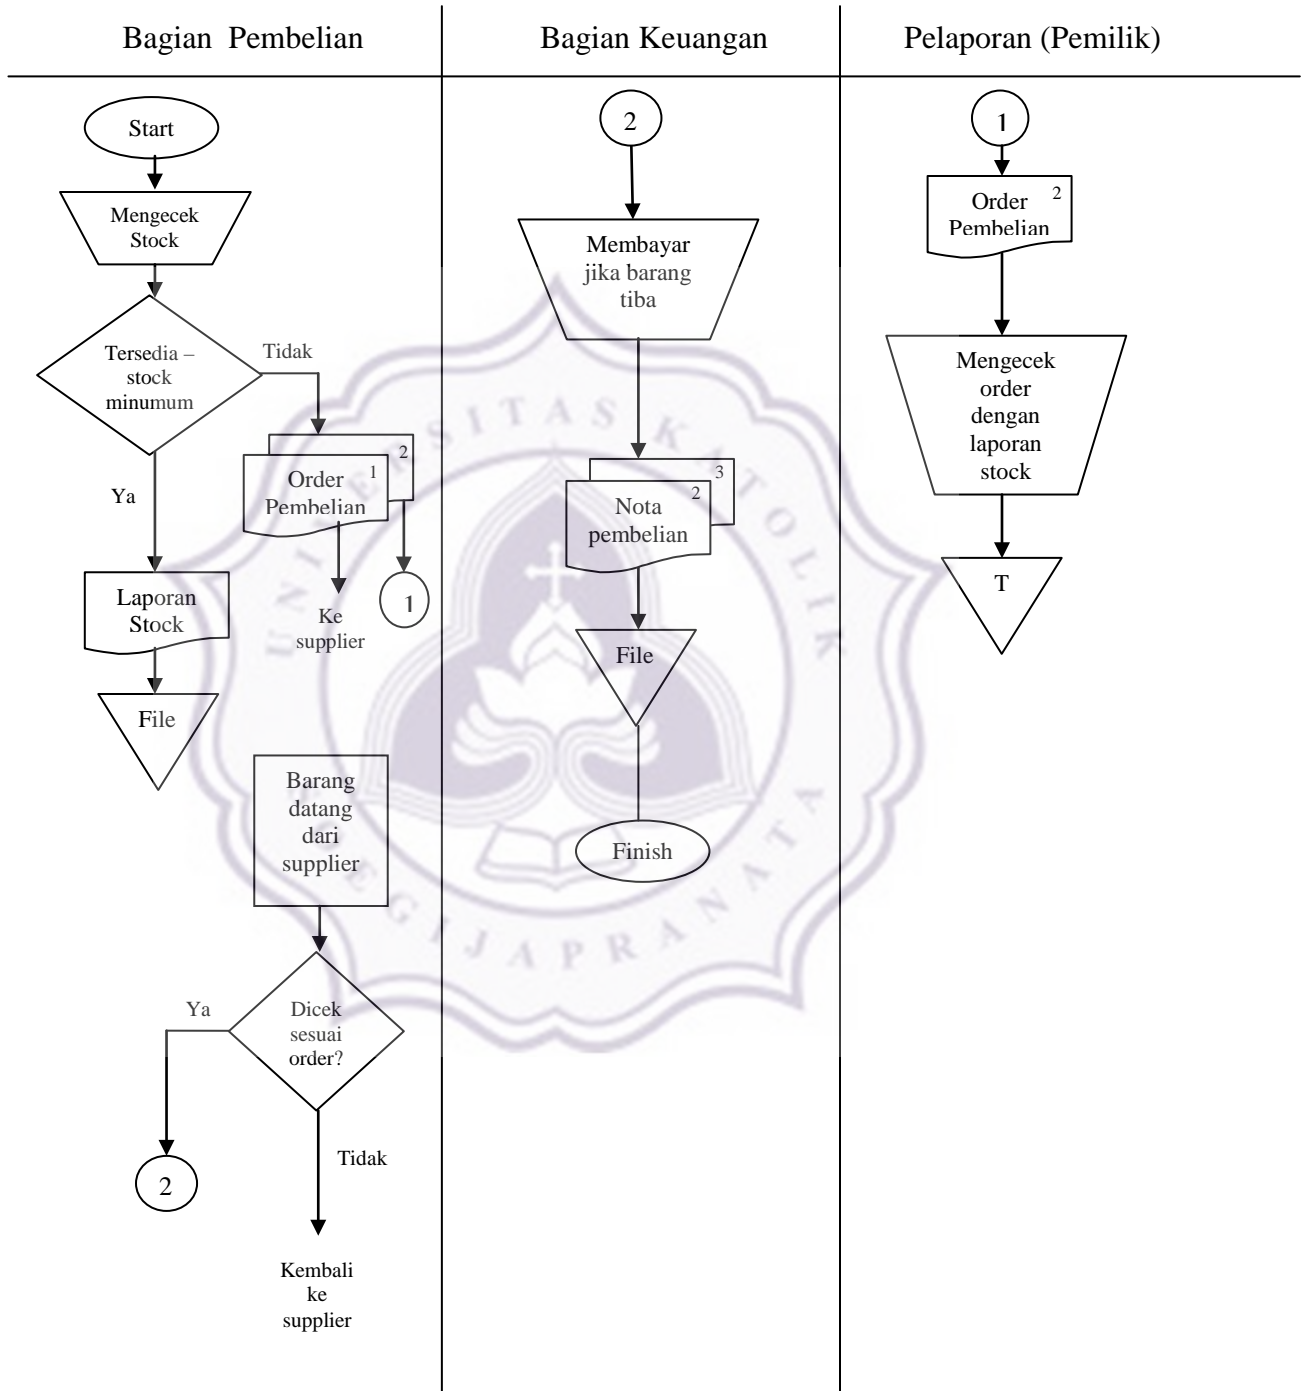 Bagian Pembelian
Bagian Keuangan
Pelaporan (Pemilik)
Start
Mengecek
Stock
Tersedia –
stock
minumum
Tidak
Ya
Order
Pembelian
1
2
Ke
supplier
1
Laporan
Stock
File
Barang
datang
dari
supplier
Dicek
sesuai
order?
Ya
2
Tidak
Kembali
ke
supplier
2
Membayar
jika barang
tiba
Nota
pembelian
2
3
File
Finish
1
Order
Pembelian
2
Mengecek
order
dengan
laporan
stock
T
UNIVERSITAS KATOLIK
SOEGIJAPRANATA